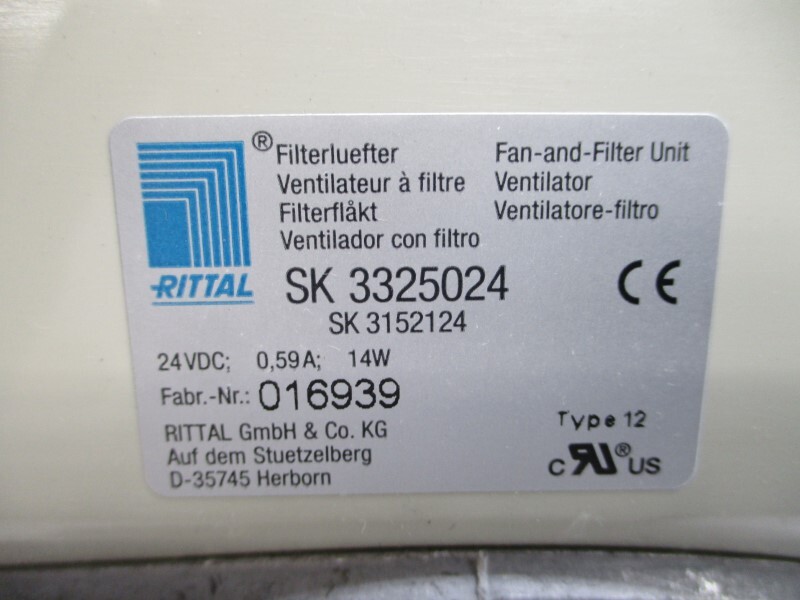 ® Filterluefter Fan-and-Filter Unit
Ventilateur à filtre Ventilator
Filterflåkt Ventilatore-filtro
Ventilador con filtro
RITTAL SK 3325024 CE
SK 3152124
24VDC; 0,59A; 14W
Fabr.-Nr.: 016939
RITTAL GmbH & Co. KG Type 12
Auf dem Stuetzelberg
D-35745 Herborn C RU® US